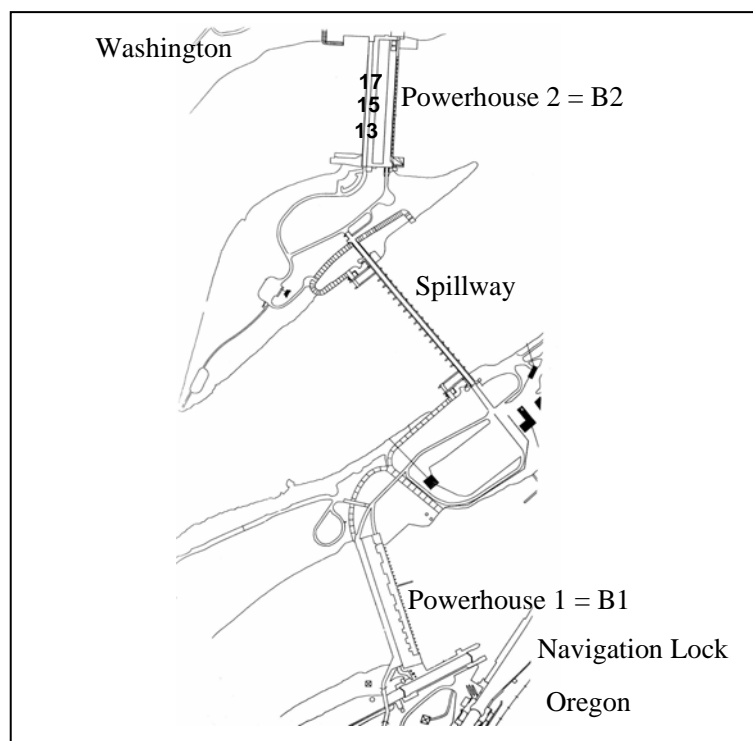 Washington
17
15
13
Powerhouse 2 = B2
Spillway
Powerhouse 1 = B1
Navigation Lock
Oregon